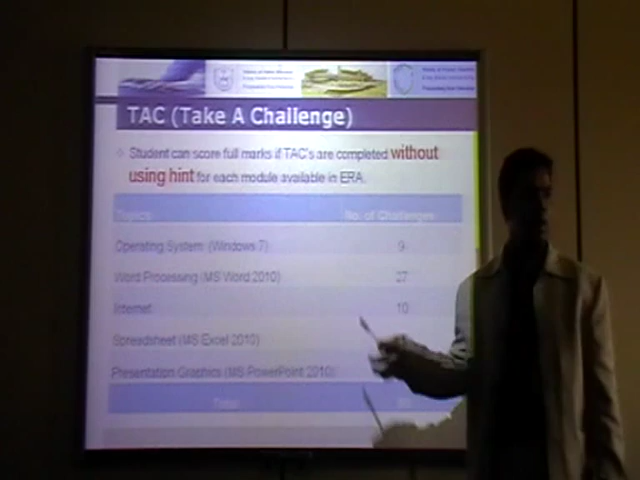 TAC (Take A Challenge)
Student can score full marks if TAC's are completed without
using hint for each module available in ERA.
Topics No. of Challenges
Operating System (Windows 7) 9
Word Processing (MS Word 2010) 27
Internet 10
Spreadsheet (MS Excel 2010)
Presentation Graphics (MS PowerPoint 2010)
Total